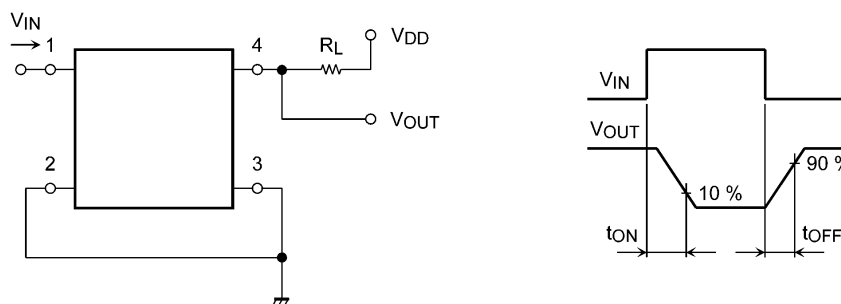 VIN
1
4
RL
VDD
VOUT
2
3
VIN
VOUT
10 %
90 %
tON
tOFF